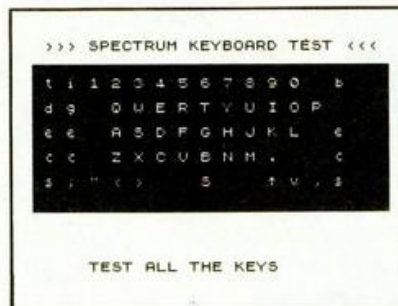 >>> SPECTRUM KEYBOARD TEST <<<
t i 1 2 3 4 5 6 7 8 9 0 b
d g Q W E R T Y U I O P
e e A S D F G H J K L e
c c Z X C V B N M . c
s ; " < > S ↑ v , s
TEST ALL THE KEYS